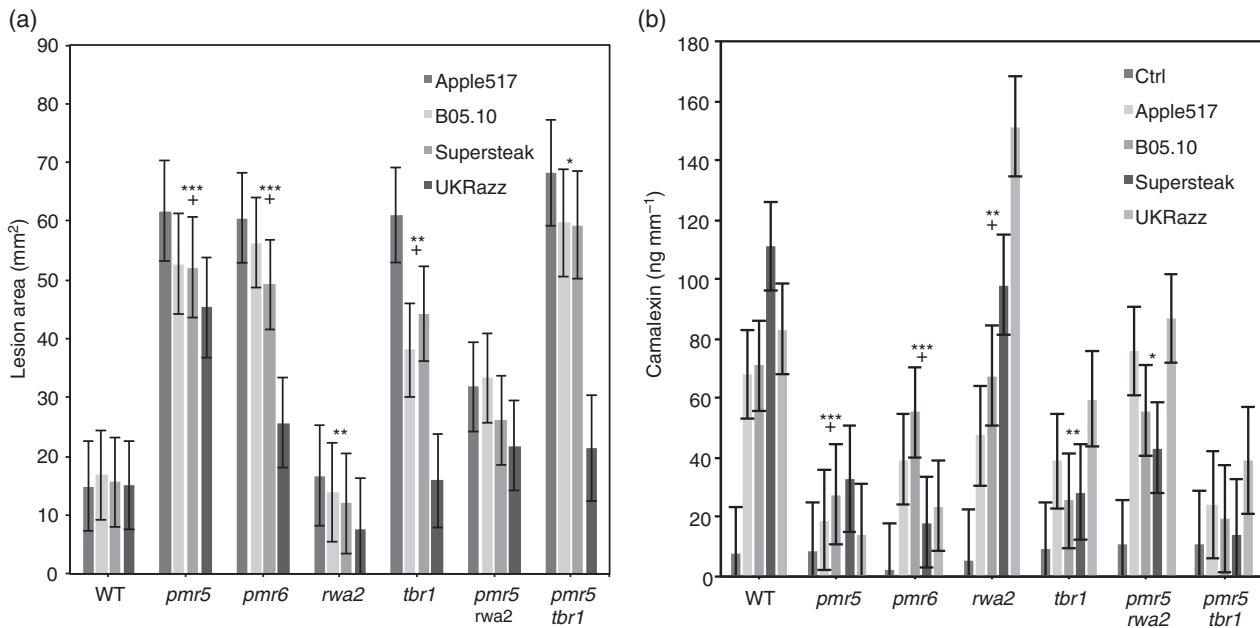 (a)
90
80
70
60
50
40
30
20
10
0
Lesion area (mm²)
Apple517
B05.10
Supersteak
UKRazz
***
+
***
+
**
**
+
*
WT
pmr5
pmr6
rwa2
tbr1
pmr5
rwa2
pmr5
tbr1
(b)
180
160
140
120
100
80
60
40
20
0
Camalexin (ng mm⁻¹)
Ctrl
Apple517
B05.10
Supersteak
UKRazz
***
+
***
+
**
+
**
*
WT
pmr5
pmr6
rwa2
tbr1
pmr5
rwa2
pmr5
tbr1